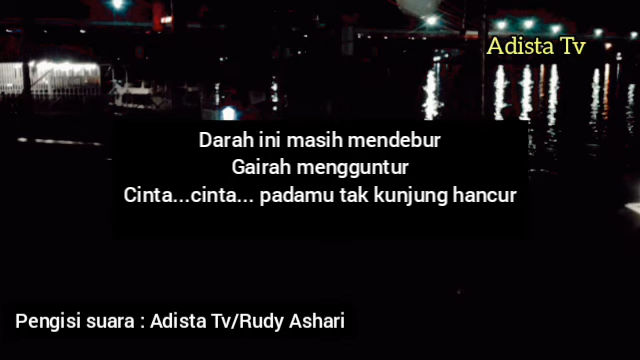 Adista Tv
Darah ini masih mendebur
Gairah mengguntur
Cinta...cinta... padamu tak kunjung hancur
Pengisi suara : Adista Tv/Rudy Ashari